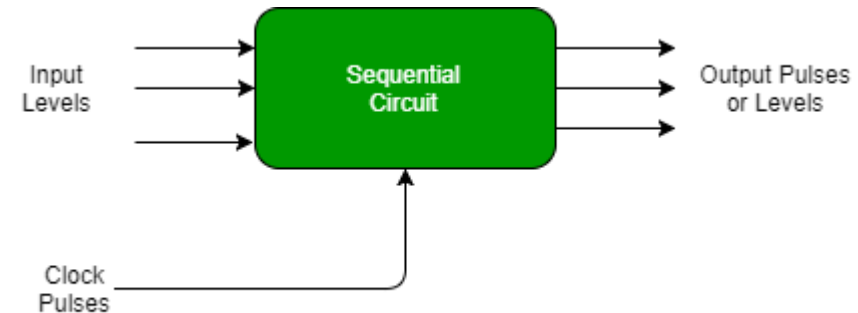 Input
Levels
Sequential
Circuit
Output Pulses
or Levels
Clock
Pulses